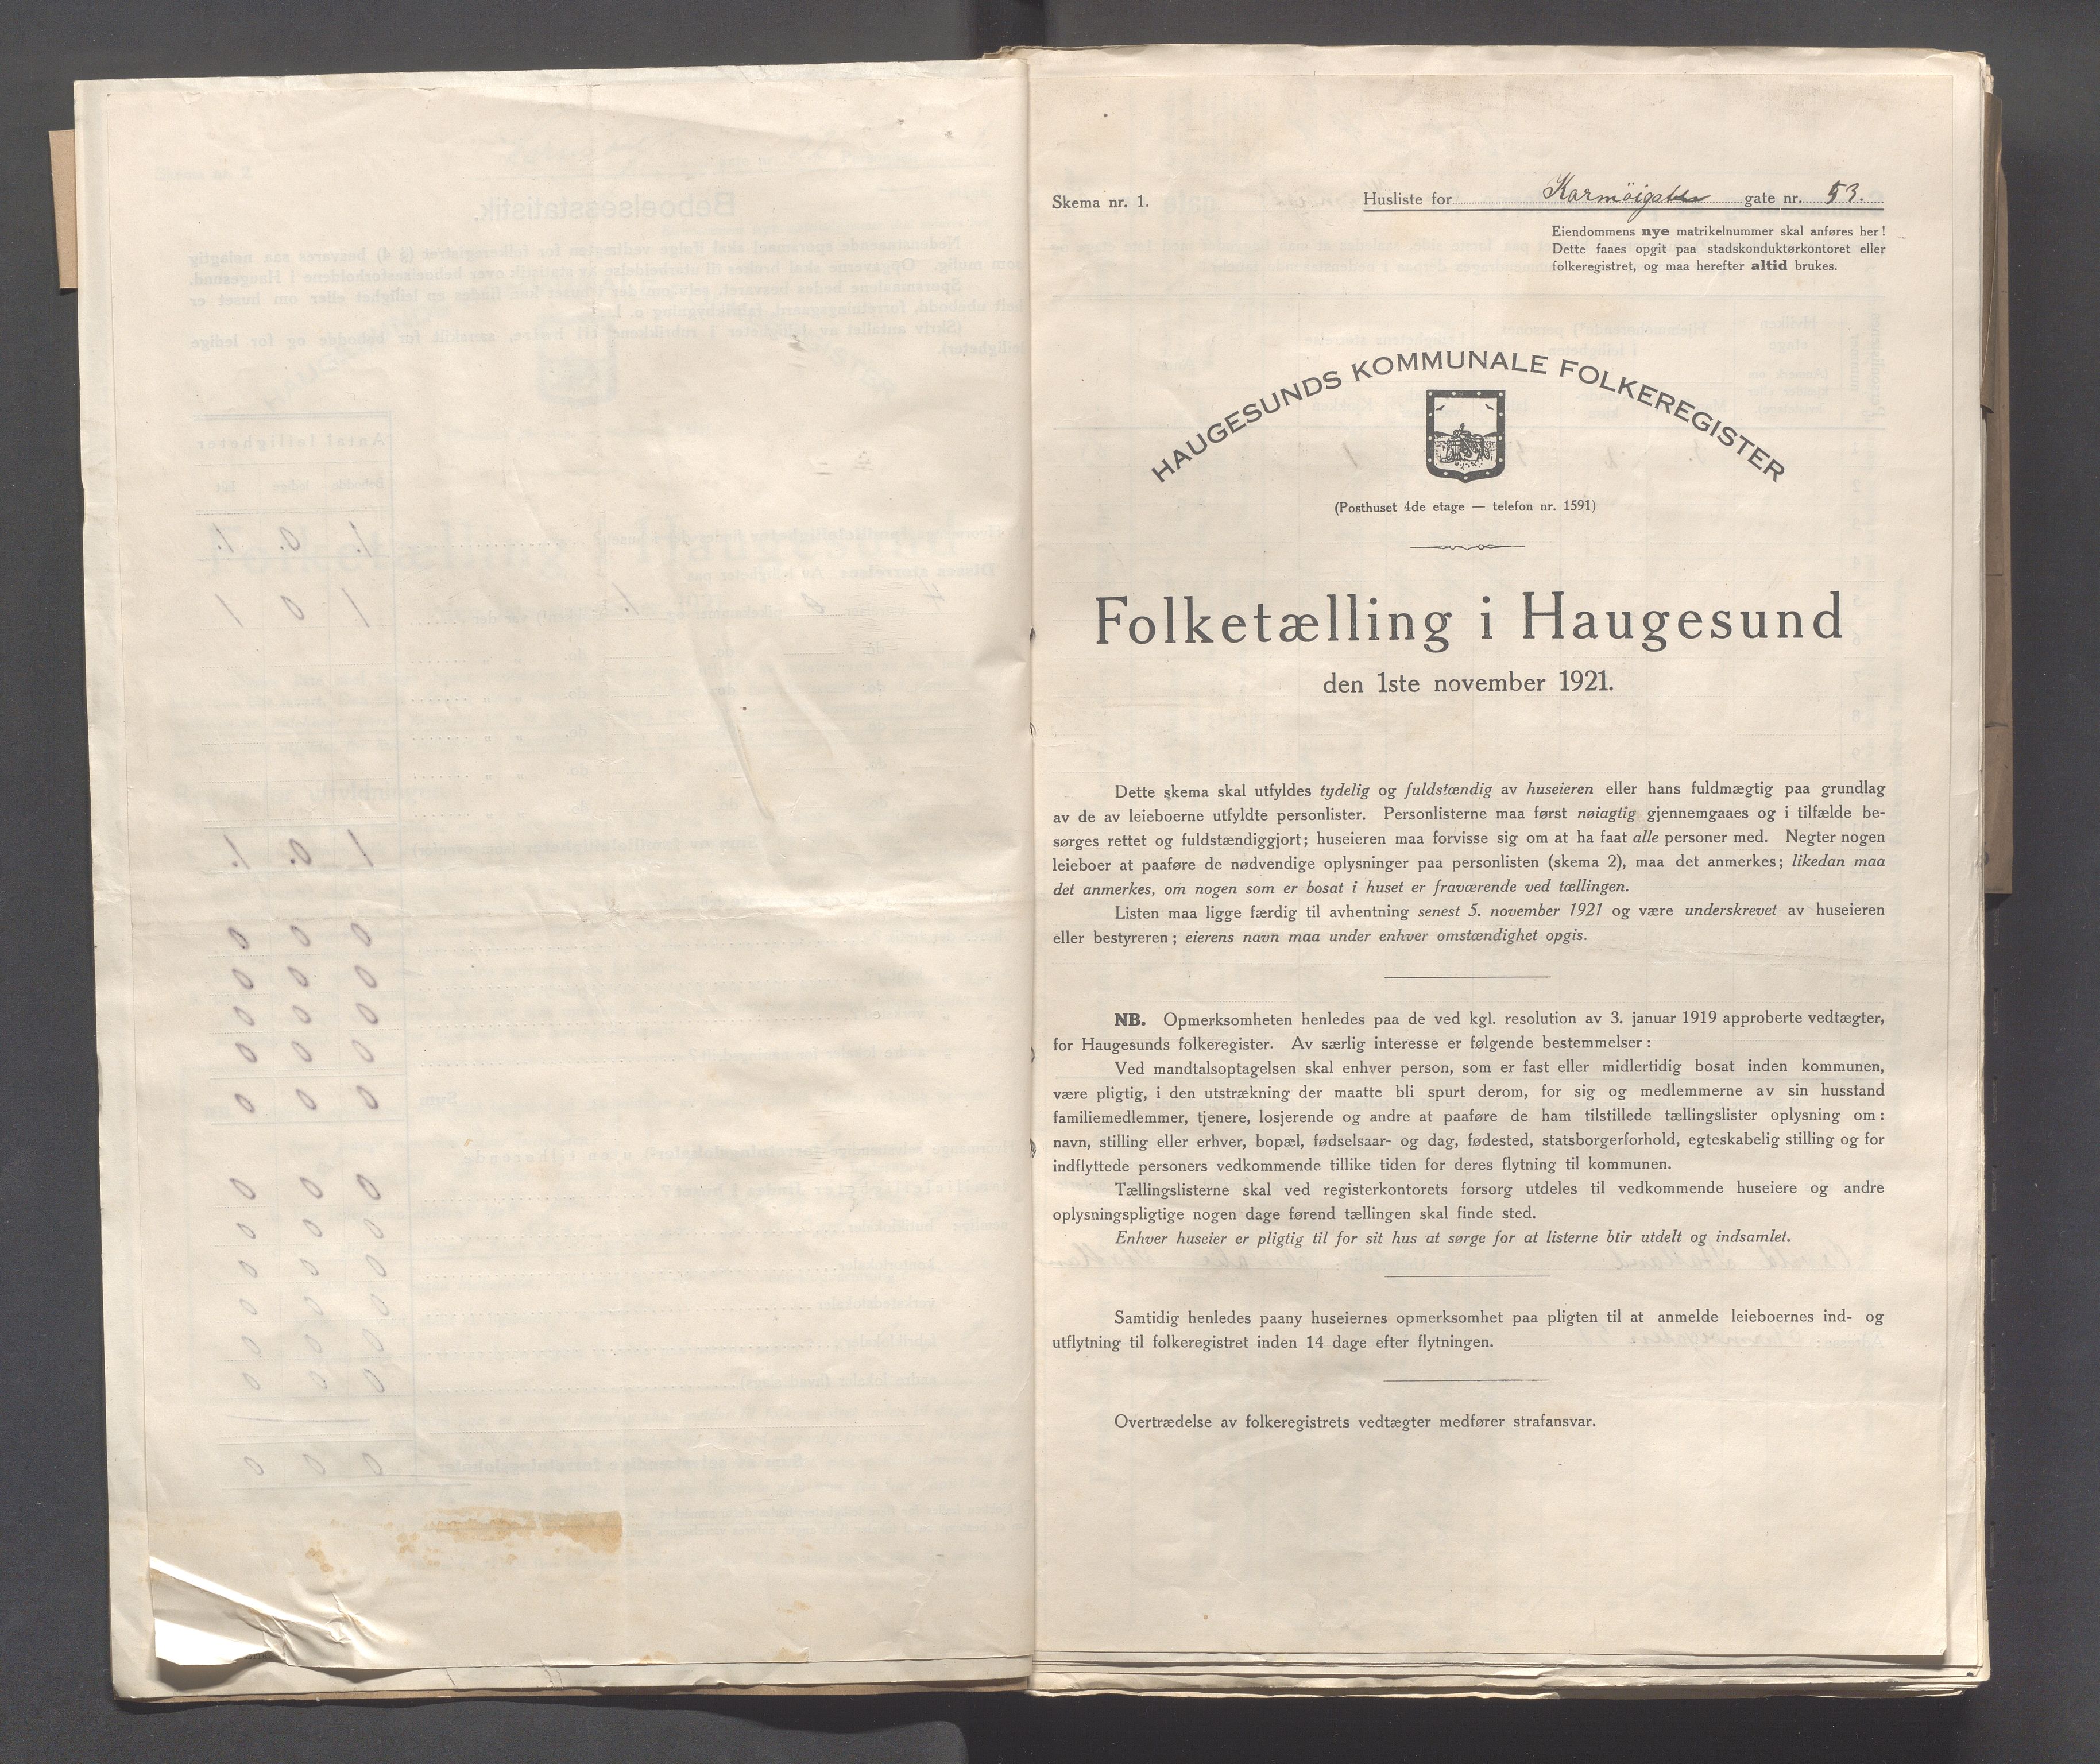 Skema nr. 1.
Husliste for Karmöigaten gate nr. 53.
Eiendommens nye matrikelnummer skal anføres her!
Dette faaes opgit paa stadskonduktørkontoret eller
folkeregistret, og maa herefter altid brukes.
HAUGESUNDS KOMMUNALE FOLKEREGISTER
(Posthuset 4de etage — telefon nr. 1591)
Folketælling i Haugesund
den 1ste november 1921.
Dette skema skal utfyldes tydelig og fuldstændig av huseieren eller hans fuldmægtig paa grundlag
av de av leieboerne utfyldte personlister. Personlisterne maa først nøiagtig gjennemgaaes og i tilfælde be-
sørges rettet og fuldstændiggjort; huseieren maa forvisse sig om at ha faat alle personer med. Negter nogen
leieboer at paaføre de nødvendige oplysninger paa personlisten (skema 2), maa det anmerkes; likedan maa
det anmerkes, om nogen som er bosat i huset er fraværende ved tællingen.
Listen maa ligge færdig til avhentning senest 5. november 1921 og være underskrevet av huseieren
eller bestyreren; eierens navn maa under enhver omstændighet opgis.
NB. Opmerksomheten henledes paa de ved kgl. resolution av 3. januar 1919 approberte vedtægter,
for Haugesunds folkeregister. Av særlig interesse er følgende bestemmelser:
Ved mandtalsoptagelsen skal enhver person, som er fast eller midlertidig bosat inden kommunen,
være pligtig, i den utstrækning der maatte bli spurt derom, for sig og medlemmerne av sin husstand
familiemedlemmer, tjenere, losjerende og andre at paaføre de ham tilstillede tællingslister oplysning om:
navn, stilling eller erhver, bopæl, fødselsaar- og dag, fødested, statsborgerforhold, egteskabelig stilling og for
indflyttede personers vedkommende tillike tiden for deres flytning til kommunen.
Tællingslisterne skal ved registerkontorets forsorg utdeles til vedkommende huseiere og andre
oplysningspligtige nogen dage førend tællingen skal finde sted.
Enhver huseier er pligtig til for sit hus at sørge for at listerne blir utdelt og indsamlet.
Samtidig henledes paany huseiernes opmerksomhet paa pligten til at anmelde leieboernes ind- og
utflytning til folkeregistret inden 14 dage efter flytningen.
Overtrædelse av folkeregistrets vedtægter medfører strafansvar.